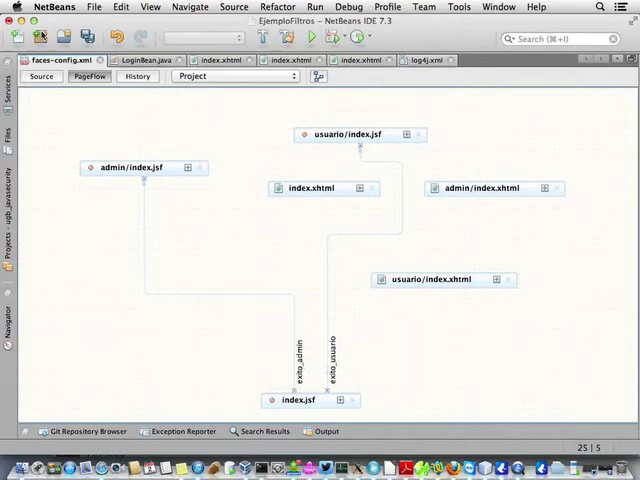 NetBeans File Edit View Navigate Source Refactor Run Debug Profile Team Tools Window Help
EjemploFiltros – NetBeans IDE 7.3
Search (⌘+I)
faces-config.xml LoginBean.java index.xhtml index.xhtml index.xhtml log4j.xml
Source PageFlow History Project
Services
Files
Projects - ugb_javasecurity
Navigator
usuario/index.jsf
admin/index.jsf
index.xhtml admin/index.xhtml
usuario/index.xhtml
exito_admin
exito_usuario
index.jsf
Git Repository Browser Exception Reporter Search Results Output
25 | 5